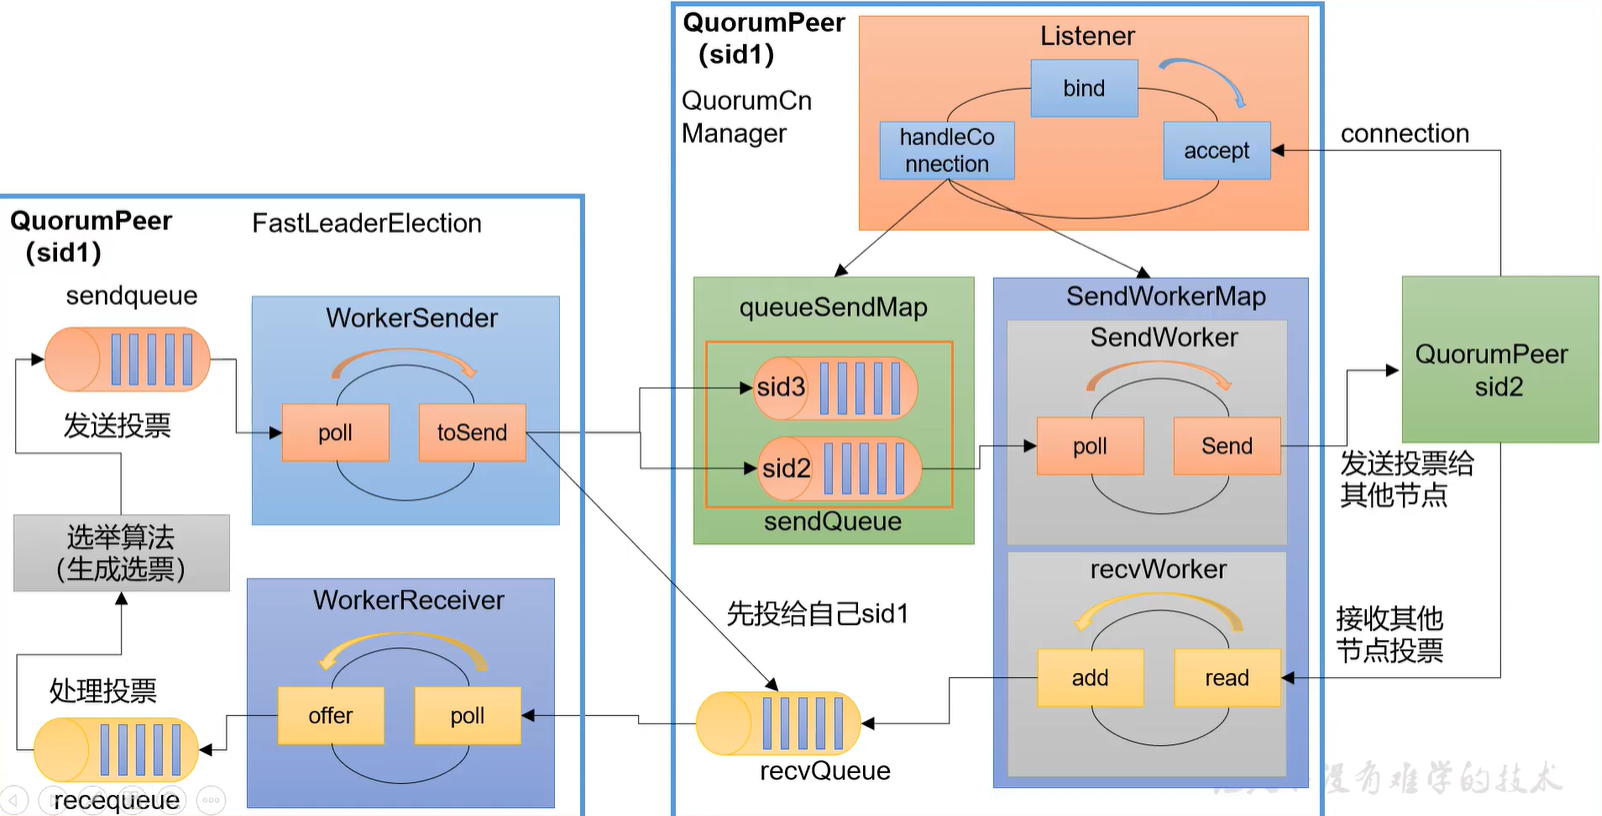 QuorumPeer
（sid1）
FastLeaderElection
sendqueue
发送投票
WorkerSender
poll
toSend
选举算法
（生成选票）
WorkerReceiver
offer
poll
处理投票
recequeue
QuorumPeer
（sid1）
QuorumCn
Manager
Listener
bind
handleCo
nnection
accept
connection
queueSendMap
sid3
sid2
sendQueue
SendWorkerMap
SendWorker
poll
Send
recvWorker
add
read
先投给自己sid1
recvQueue
QuorumPeer
sid2
发送投票给
其他节点
接收其他
节点投票
没有难学的技术